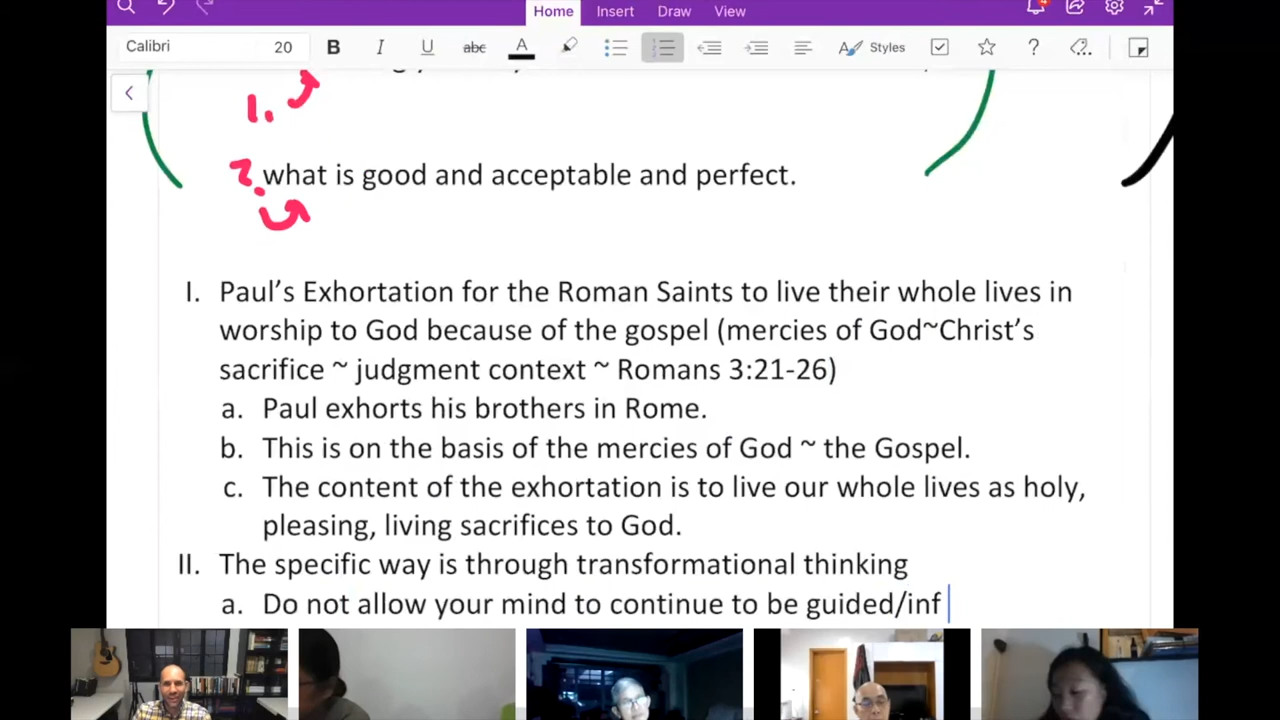 Home Insert Draw View
Calibri 20 B I U abc A Styles ?
1.
2. what is good and acceptable and perfect.
I. Paul's Exhortation for the Roman Saints to live their whole lives in
worship to God because of the gospel (mercies of God~Christ's
sacrifice ~ judgment context ~ Romans 3:21-26)
a. Paul exhorts his brothers in Rome.
b. This is on the basis of the mercies of God ~ the Gospel.
c. The content of the exhortation is to live our whole lives as holy,
pleasing, living sacrifices to God.
II. The specific way is through transformational thinking
a. Do not allow your mind to continue to be guided/inf